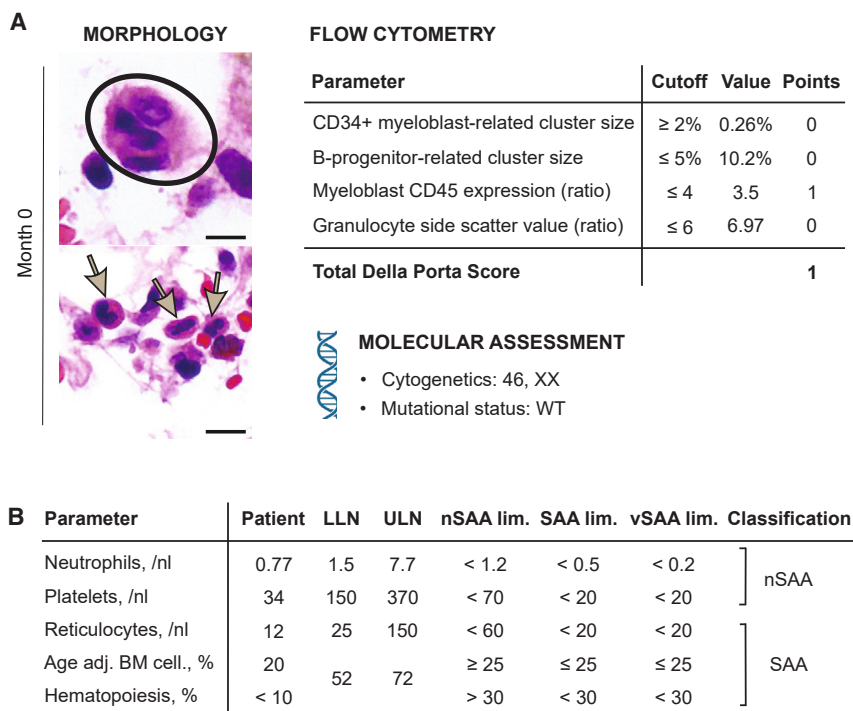 A
MORPHOLOGY
Month 0
FLOW CYTOMETRY
Parameter Cutoff Value Points
CD34+ myeloblast-related cluster size ≥ 2% 0.26% 0
B-progenitor-related cluster size ≤ 5% 10.2% 0
Myeloblast CD45 expression (ratio) ≤ 4 3.5 1
Granulocyte side scatter value (ratio) ≤ 6 6.97 0
Total Della Porta Score 1
MOLECULAR ASSESSMENT
• Cytogenetics: 46, XX
• Mutational status: WT
B
Parameter Patient LLN ULN nSAA lim. SAA lim. vSAA lim. Classification
Neutrophils, /nl 0.77 1.5 7.7 < 1.2 < 0.5 < 0.2
nSAA
Platelets, /nl 34 150 370 < 70 < 20 < 20
Reticulocytes, /nl 12 25 150 < 60 < 20 < 20
Age adj. BM cell., % 20 ≥ 25 ≤ 25 ≤ 25
52 72 SAA
Hematopoiesis, % < 10 > 30 < 30 < 30